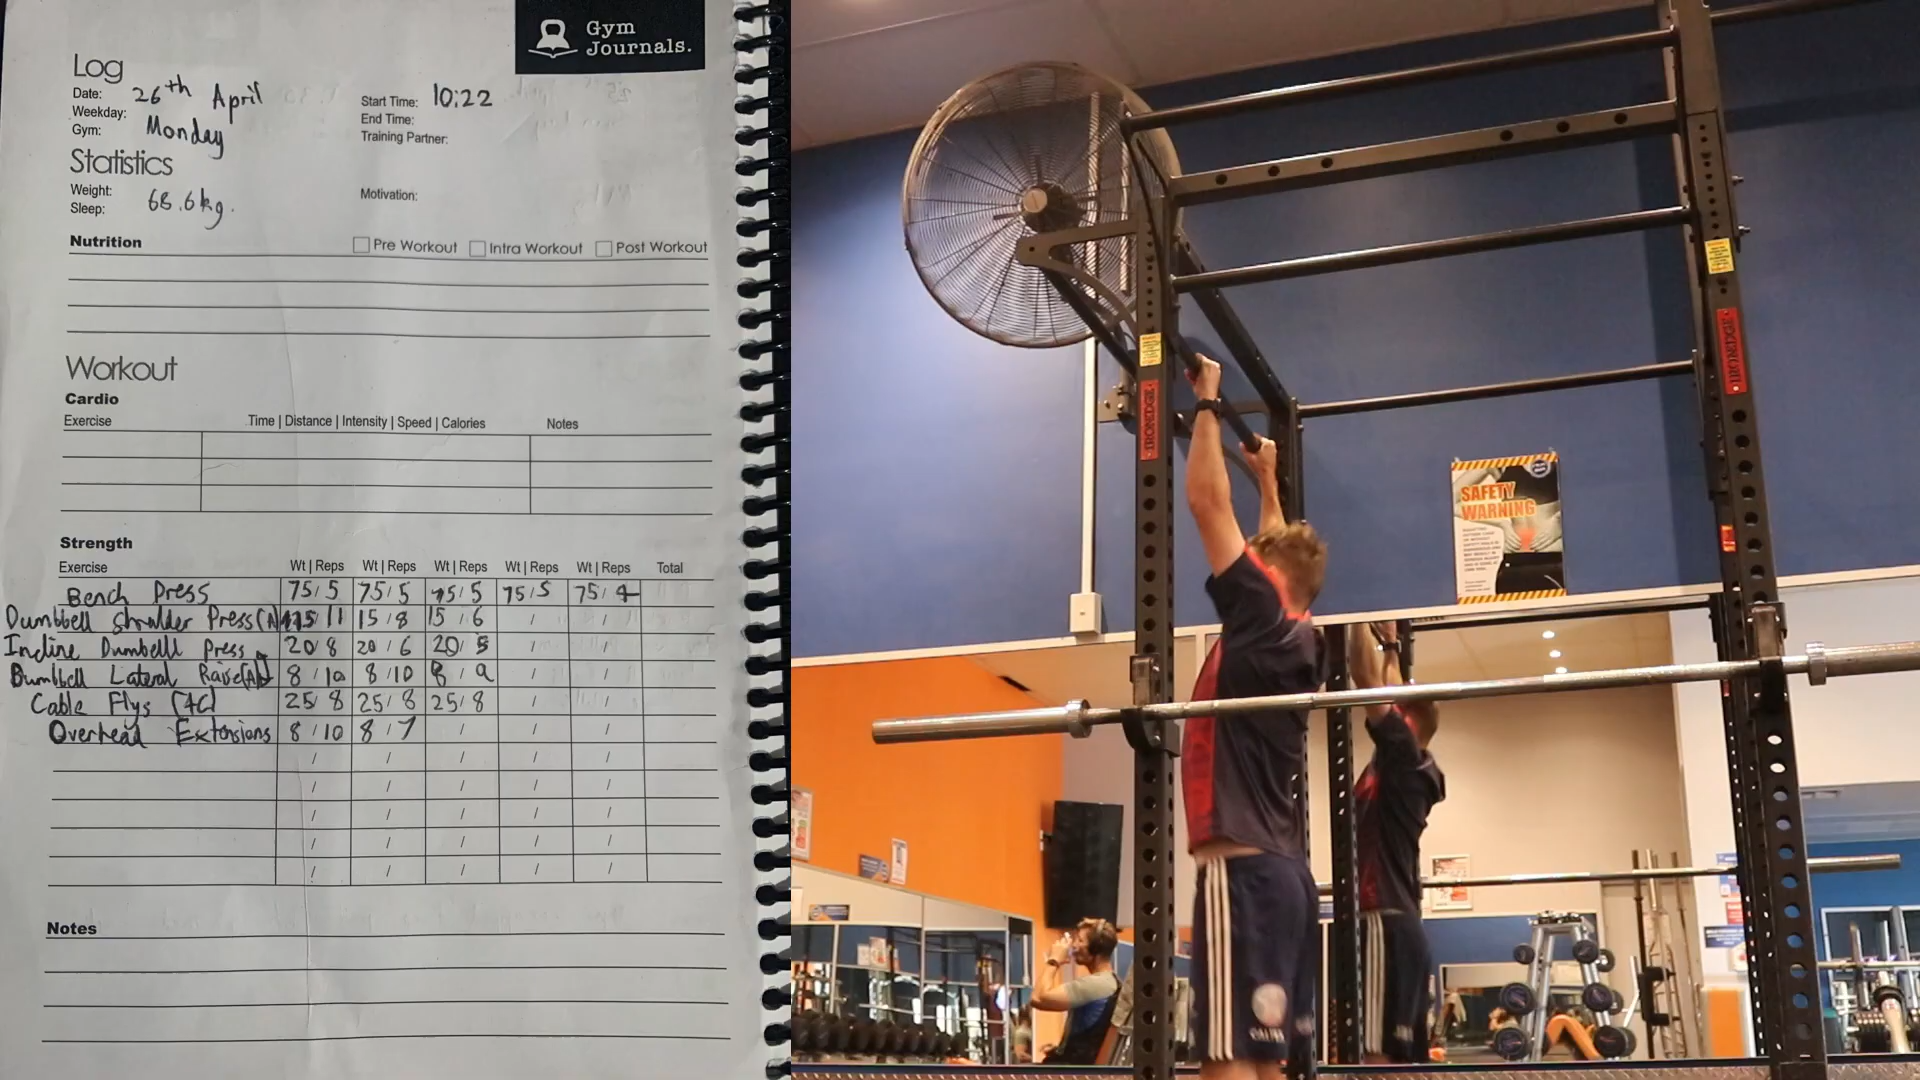 Gym
Journals.
Log
Date: 26th April
Weekday: Monday
Gym:
Start Time: 10:22
End Time:
Training Partner:
Statistics
Weight: 68.6kg.
Sleep:
Motivation:
Nutrition
Pre Workout Intra Workout Post Workout
Workout
Cardio
Exercise Time | Distance | Intensity | Speed | Calories Notes
Strength
Exercise Wt | Reps Wt | Reps Wt | Reps Wt | Reps Wt | Reps Total
Bench Press 75/5 75/5 75/5 75/5 75/4
Dumbbell Shoulder Press 15/8 15/6
Incline Dumbell Press 20/8 20/6 20/5
Dumbbell Lateral Raise 8/10 8/10 8/9
Cable Flys 25/8 25/8 25/8
Overhead Extensions 8/10 8/7
Notes
IRONEDGE
IRONEDGE
SAFETY
WARNING